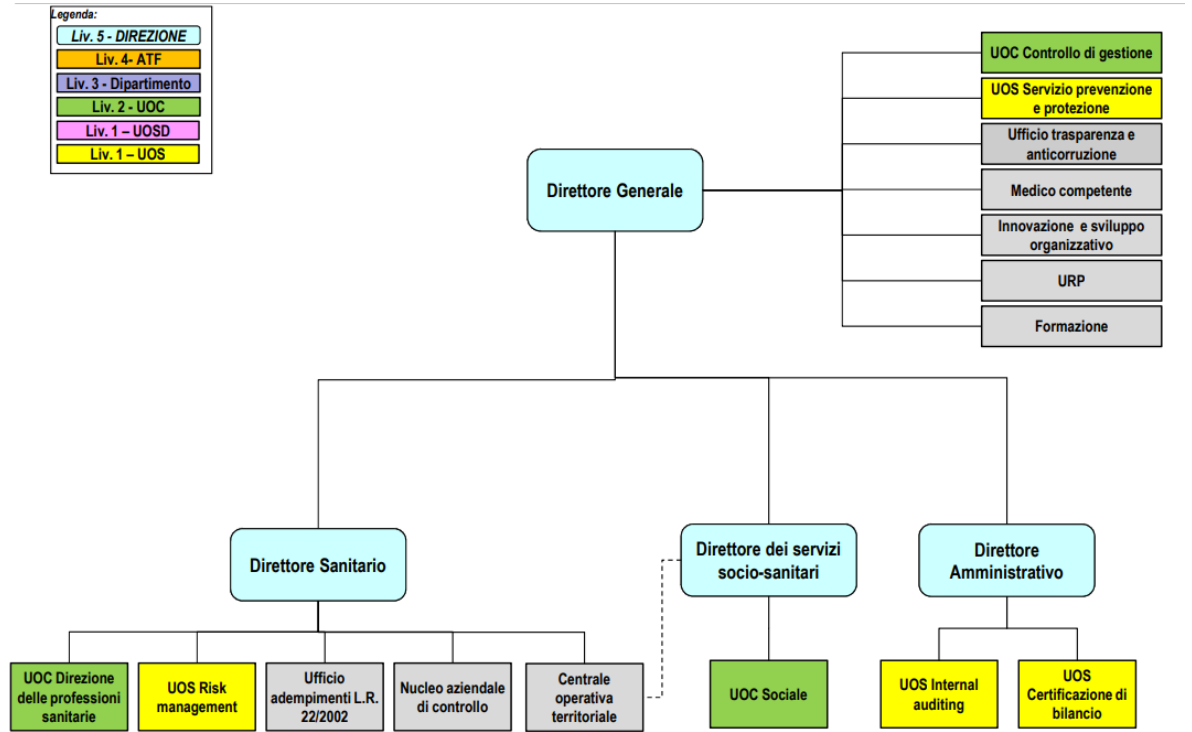 Legenda:
Liv. 5 - DIREZIONE
Liv. 4- ATF
Liv. 3 - Dipartimento
Liv. 2 - UOC
Liv. 1 – UOSD
Liv. 1 – UOS
UOC Controllo di gestione
UOS Servizio prevenzione
e protezione
Ufficio trasparenza e
anticorruzione
Medico competente
Innovazione e sviluppo
organizzativo
URP
Formazione
Direttore Generale
Direttore Sanitario
Direttore dei servizi
socio-sanitari
Direttore
Amministrativo
UOC Direzione
delle professioni
sanitarie
UOS Risk
management
Ufficio
adempimenti L.R.
22/2002
Nucleo aziendale
di controllo
Centrale
operativa
territoriale
UOC Sociale
UOS Internal
auditing
UOS
Certificazione di
bilancio